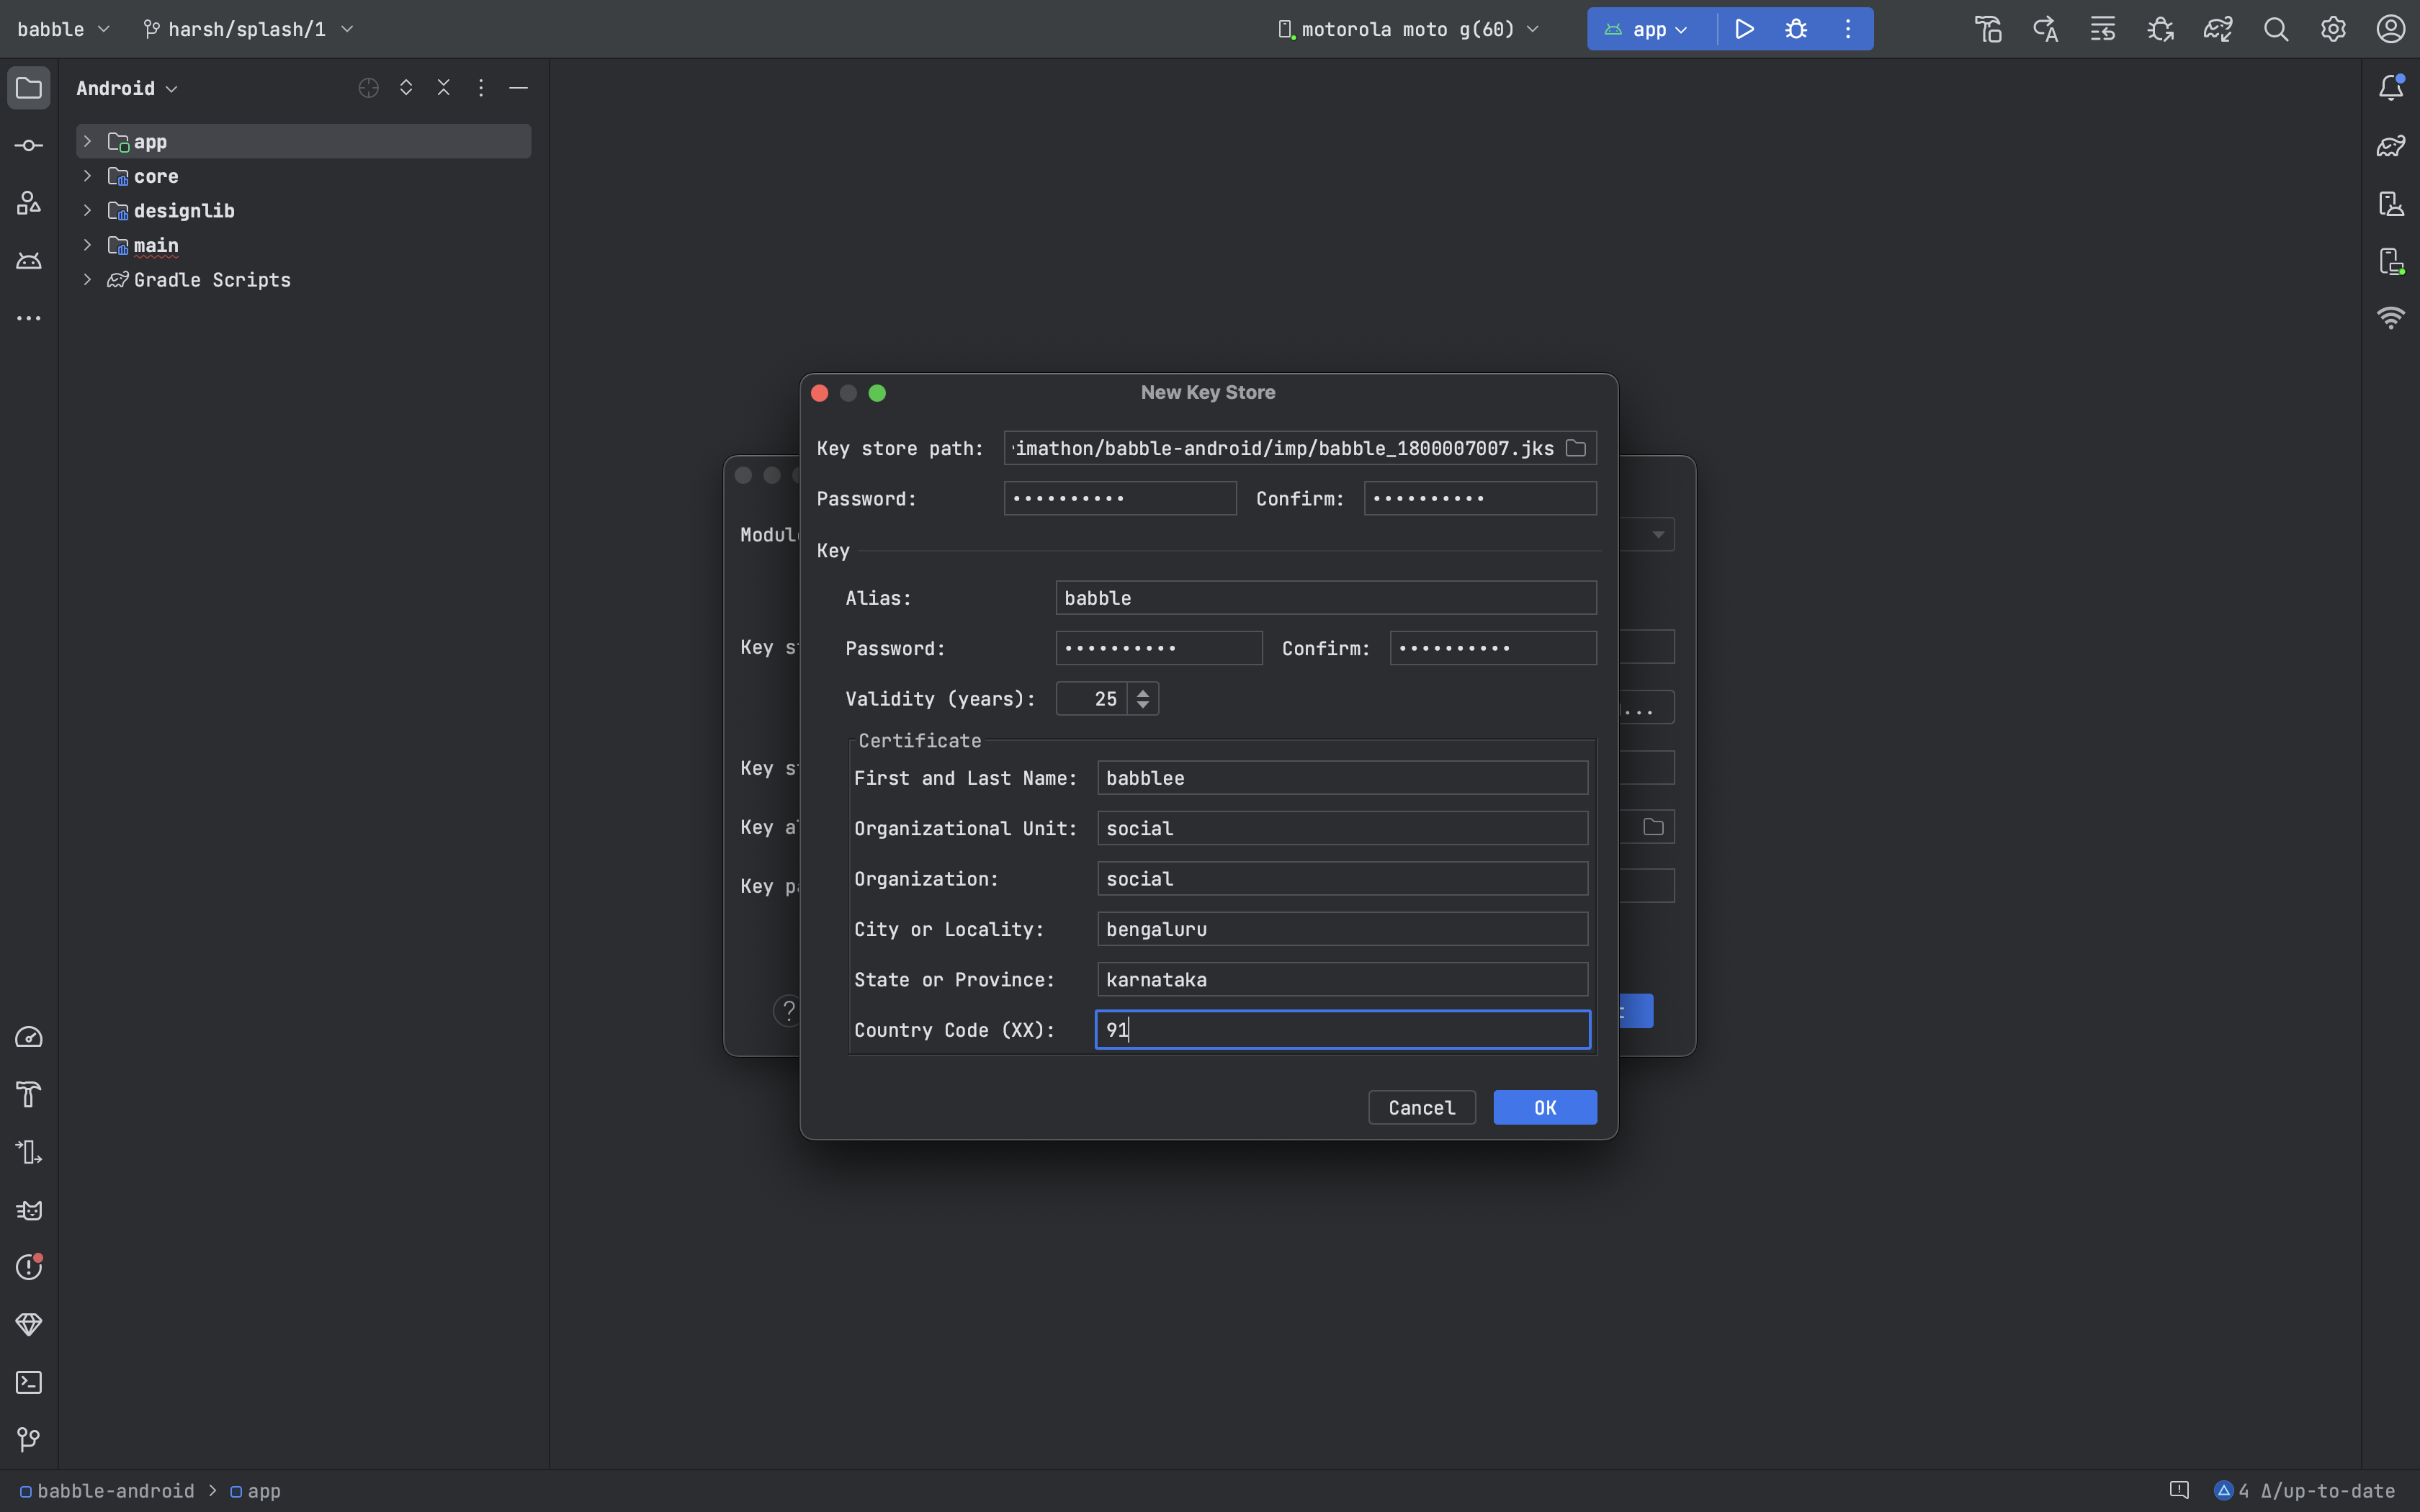 babble harsh/splash/1 motorola moto g(60) app
Android
app
core
designlib
main
Gradle Scripts
New Key Store
Key store path: imathon/babble-android/imp/babble_1800007007.jks
Password: •••••••••• Confirm: ••••••••••
Modul
Key
Alias: babble
Key s
Password: •••••••••• Confirm: ••••••••••
Validity (years): 25
...
Certificate
Key s
First and Last Name: babblee
Key a
Organizational Unit: social
Key p
Organization: social
City or Locality: bengaluru
State or Province: karnataka
?
Country Code (XX): 91
Cancel OK
babble-android > app 4 Δ/up-to-date